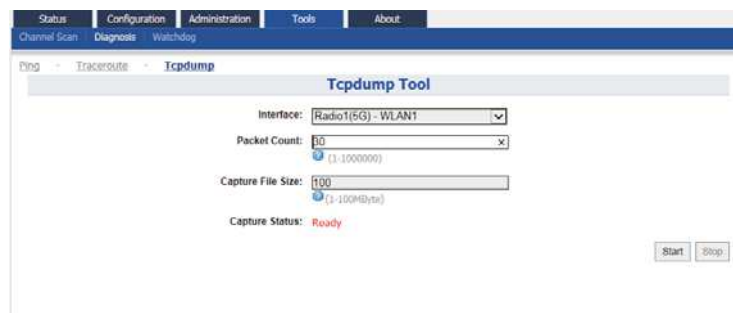 Status Configuration Administration Tools About
Channel Scan Diagnosis Watchdog
Ping - Traceroute - Tcpdump
Tcpdump Tool
Interface: Radio1(5G) - WLAN1
Packet Count: 30
(1-1000000)
Capture File Size: 100
(1-100MByte)
Capture Status: Ready
Start Stop